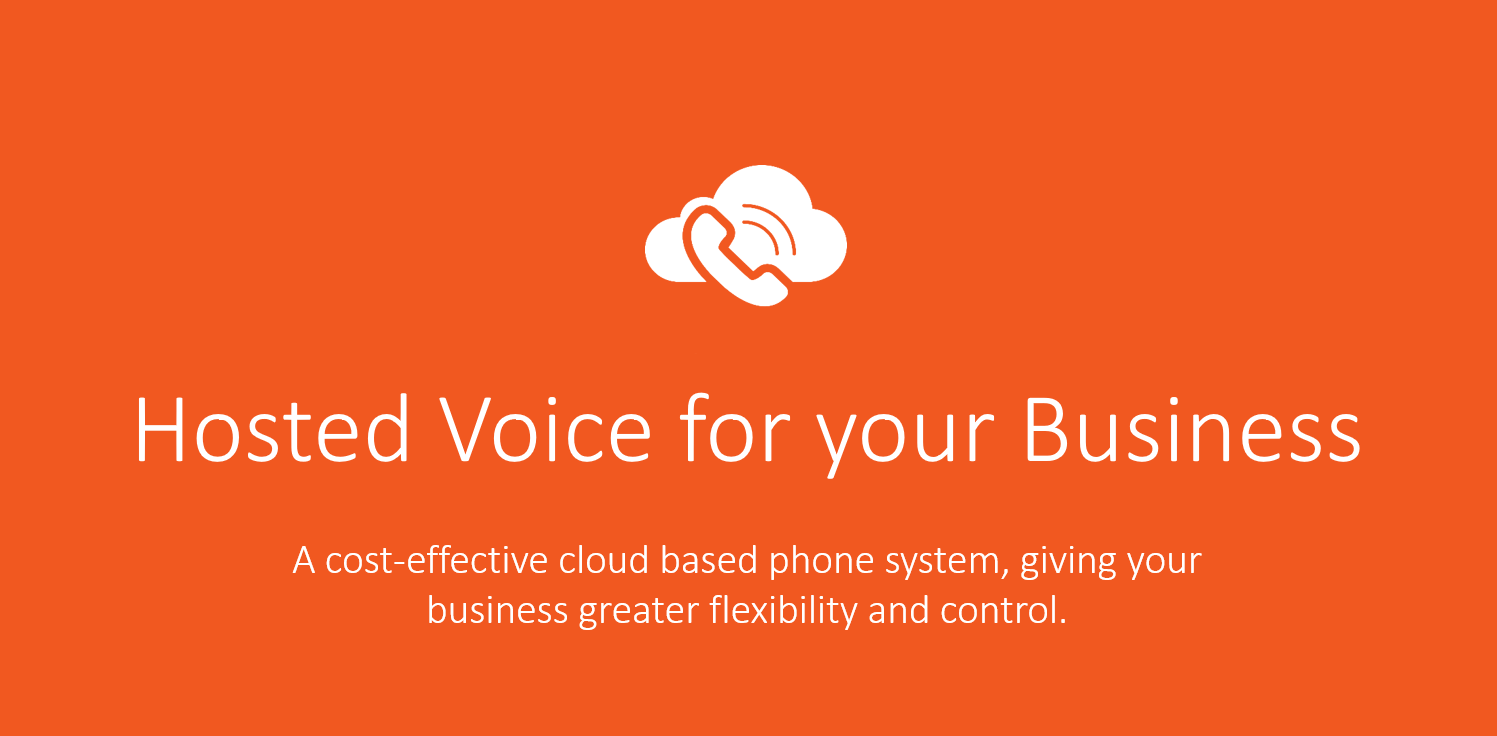 Hosted Voice for your Business
A cost-effective cloud based phone system, giving your
business greater flexibility and control.